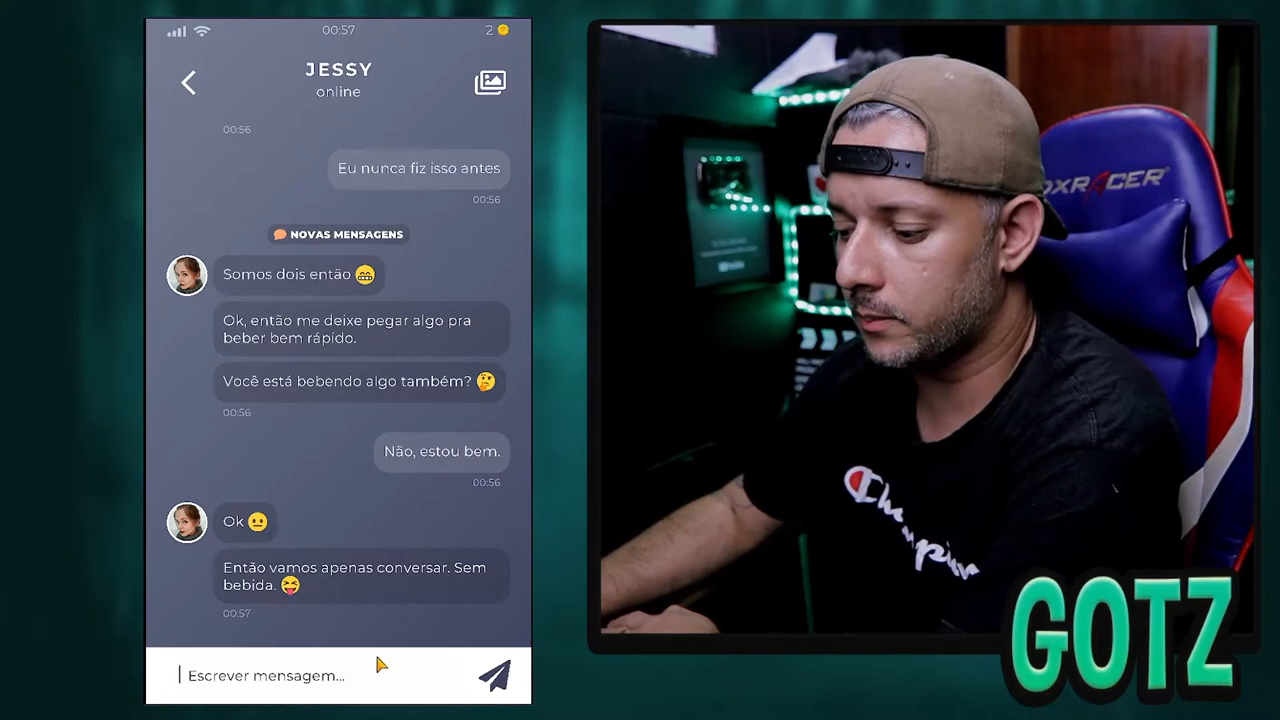 00:57
2
JESSY
online
00:56
Eu nunca fiz isso antes
00:56
NOVAS MENSAGENS
Somos dois então 😁
Ok, então me deixe pegar algo pra
beber bem rápido.
Você está bebendo algo também? 🤔
00:56
Não, estou bem.
00:56
Ok 😐
Então vamos apenas conversar. Sem
bebida. 😝
00:57
Escrever mensagem...
DXRACER
Champion
GOTZ